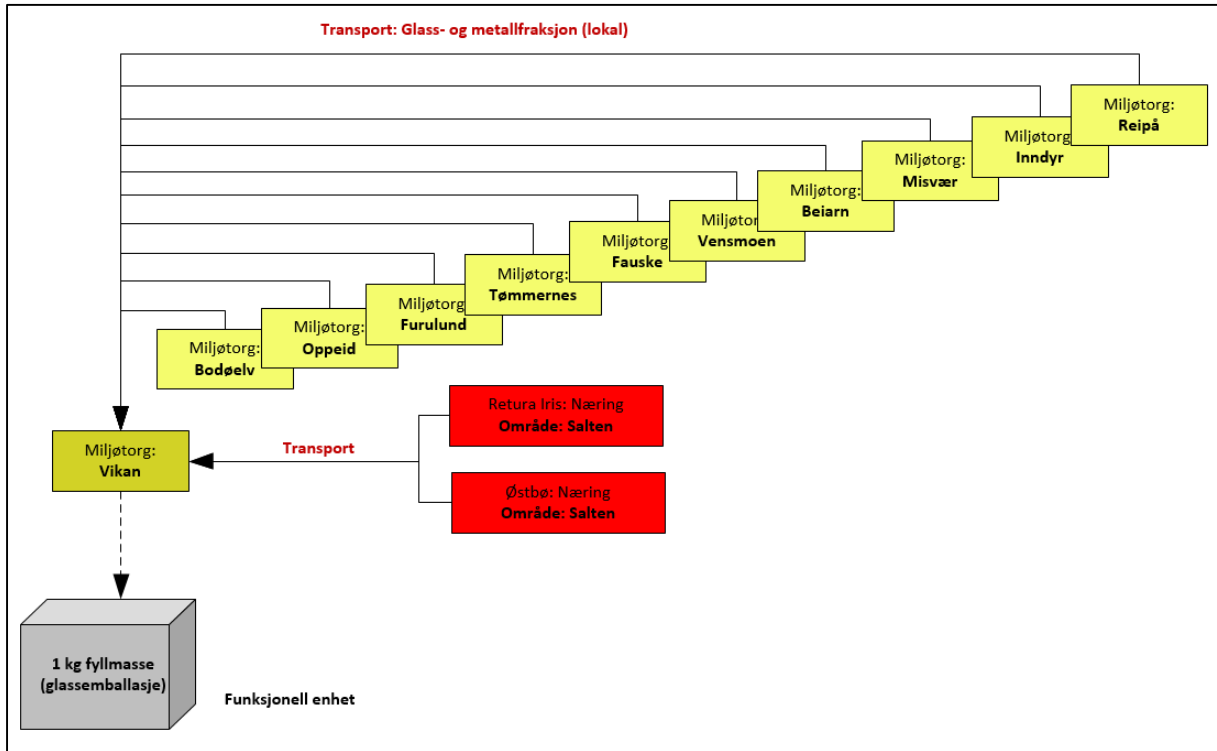 Transport: Glass- og metallfraksjon (lokal)
Miljøtorg:
Reipå
Miljøtorg:
Inndyr
Miljøtorg:
Misvær
Miljøtorg:
Beiarn
Miljøtorg:
Vensmoen
Miljøtorg:
Fauske
Miljøtorg:
Tømmernes
Miljøtorg:
Furulund
Miljøtorg:
Oppeid
Miljøtorg:
Bodøelv
Retura Iris: Næring
Område: Salten
Miljøtorg:
Vikan
Transport
Østbø: Næring
Område: Salten
1 kg fyllmasse
(glassemballasje)
Funksjonell enhet